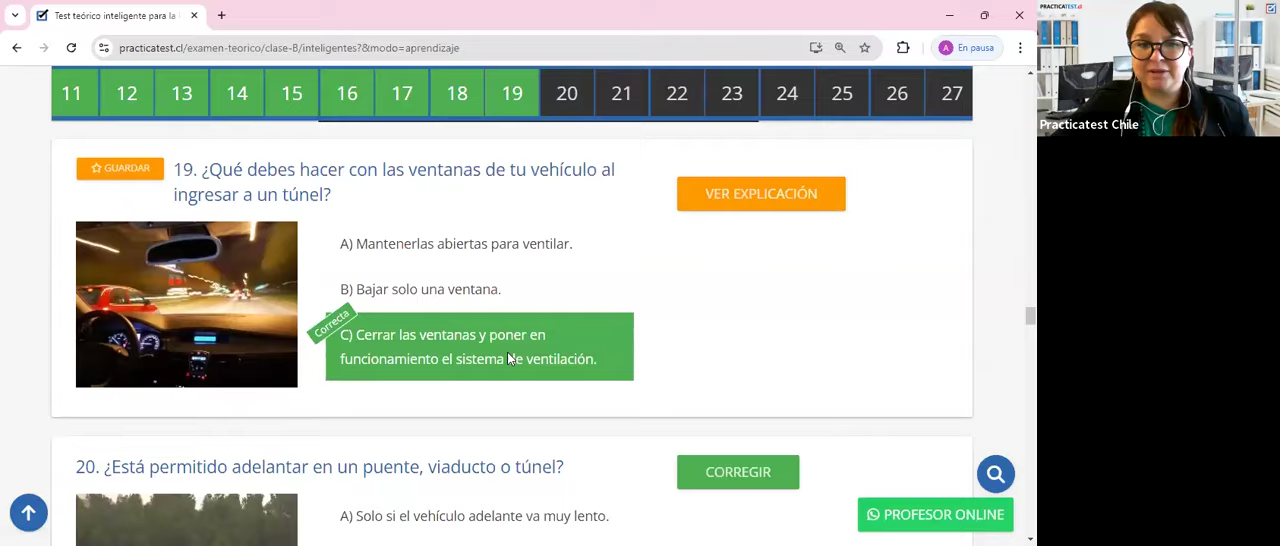 Test teórico inteligente para la
practicatest.cl/examen-teorico/clase-B/inteligentes?&modo=aprendizaje
A
En pausa
PRACTICATEST.cl
Practicatest Chile
11 12 13 14 15 16 17 18 19 20 21 22 23 24 25 26 27
GUARDAR
19. ¿Qué debes hacer con las ventanas de tu vehículo al
ingresar a un túnel?
VER EXPLICACIÓN
A) Mantenerlas abiertas para ventilar.
B) Bajar solo una ventana.
Correcta
C) Cerrar las ventanas y poner en
funcionamiento el sistema de ventilación.
20. ¿Está permitido adelantar en un puente, viaducto o túnel?
CORREGIR
A) Solo si el vehículo adelante va muy lento.
PROFESOR ONLINE